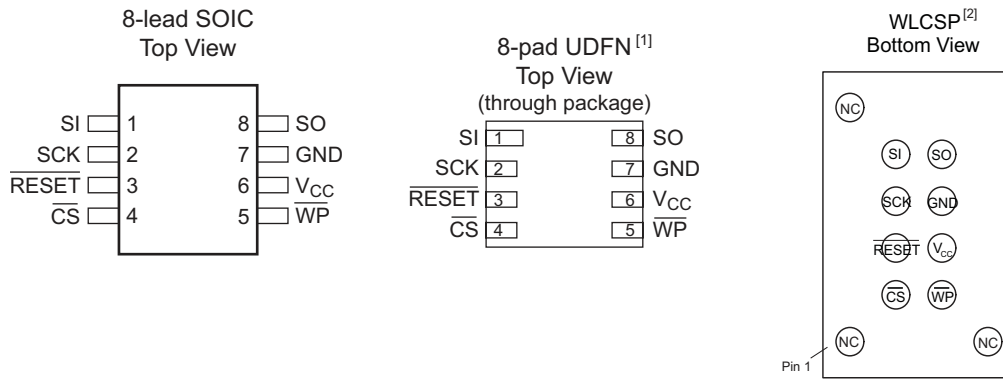 8-lead SOIC
Top View
SI 1 8 SO
SCK 2 7 GND
RESET 3 6 VCC
CS 4 5 WP
8-pad UDFN [1]
Top View
(through package)
SI 1 8 SO
SCK 2 7 GND
RESET 3 6 VCC
CS 4 5 WP
WLCSP[2]
Bottom View
NC
SI SO
SCK GND
RESET VCC
CS WP
NC NC
Pin 1